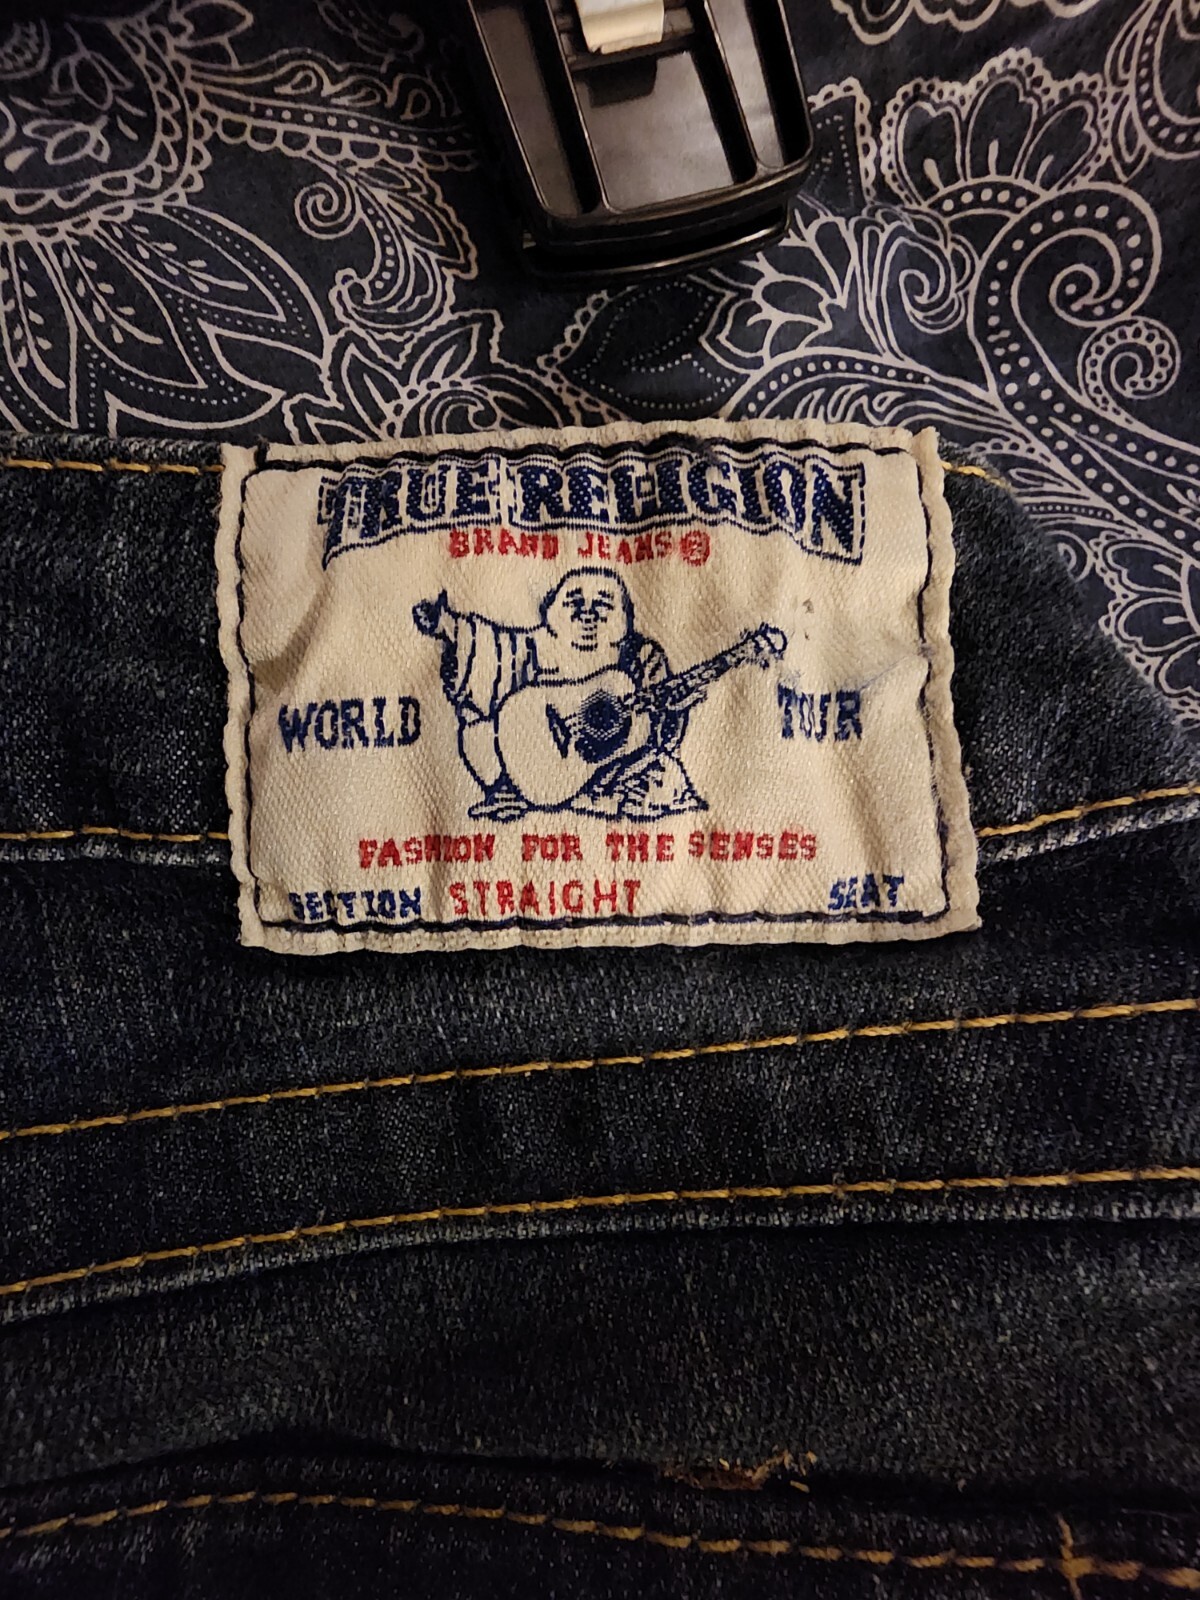 TRUE RELIGION
BRAND JEANS®
WORLD TOUR
FASHION FOR THE SENSES
SECTION STRAIGHT SEAT